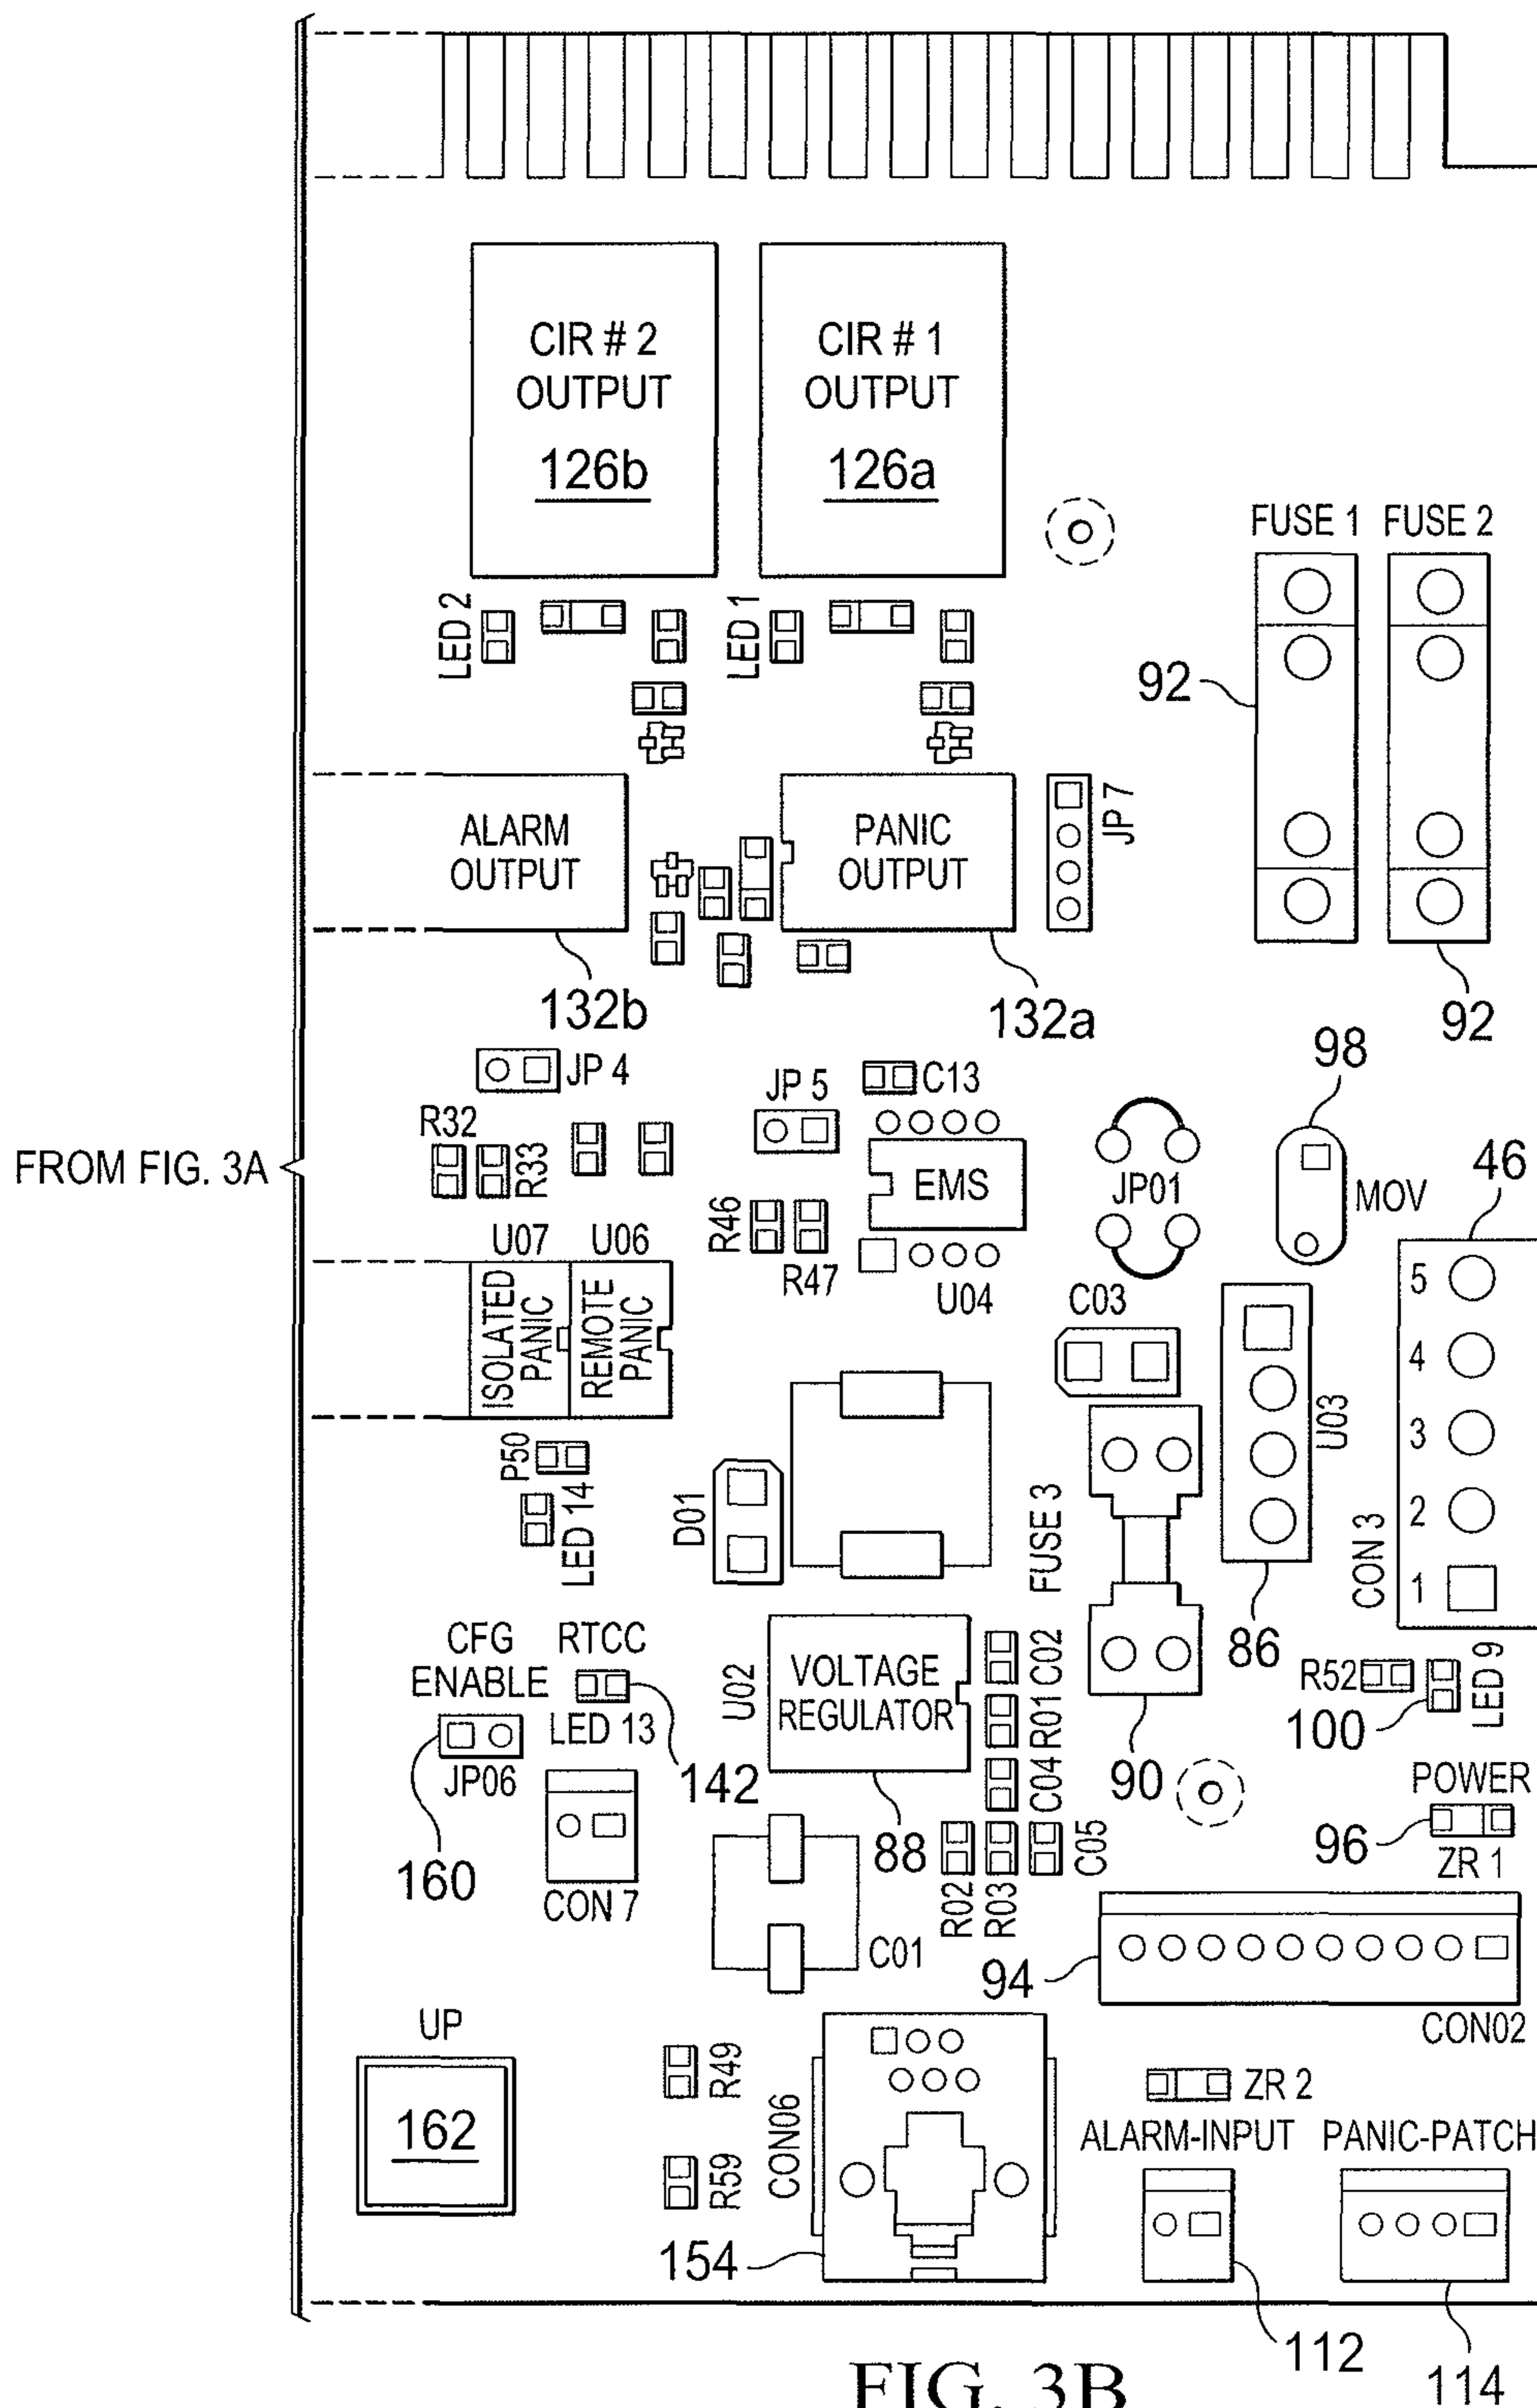 CIR # 2
OUTPUT
126b
CIR # 1
OUTPUT
126a
FUSE 1
FUSE 2
LED 2
LED 1
92
ALARM
OUTPUT
PANIC
OUTPUT
JP 7
132b
132a
92
98
JP 4
JP 5
C13
R32
R33
FROM FIG. 3A
EMS
JP01
MOV
46
R46
R47
U04
U07
U06
ISOLATED
PANIC
REMOTE
PANIC
C03
U03
5
4
3
2
1
CON 3
P50
LED 14
D01
FUSE 3
86
CFG
ENABLE
RTCC
LED 13
JP06
142
U02
VOLTAGE
REGULATOR
C02
R01
C04
90
R52
100
LED 9
POWER
96
ZR 1
160
CON 7
88
R02
R03
C05
C01
94
CON02
UP
162
R49
R59
CON06
154
ZR 2
ALARM-INPUT
PANIC-PATCH
112
114
FIG. 3B